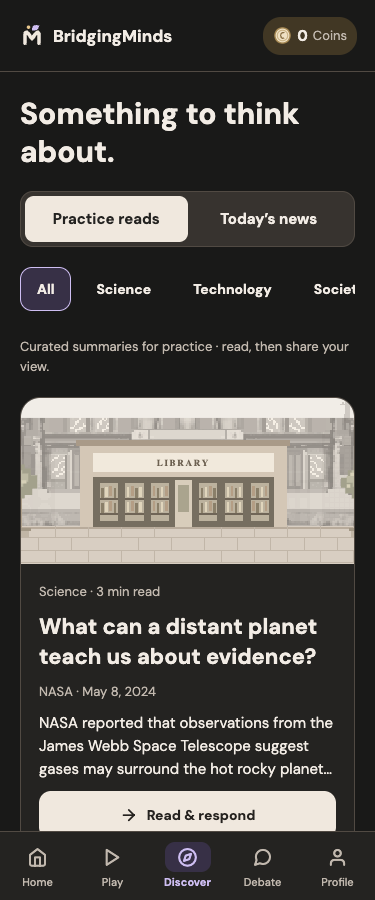 BridgingMinds
0 Coins
Something to think
about.
Practice reads
Today’s news
All
Science
Technology
Societ
Curated summaries for practice · read, then share your
view.
LIBRARY
Science · 3 min read
What can a distant planet
teach us about evidence?
NASA · May 8, 2024
NASA reported that observations from the
James Webb Space Telescope suggest
gases may surround the hot rocky planet...
→ Read & respond
Home
Play
Discover
Debate
Profile